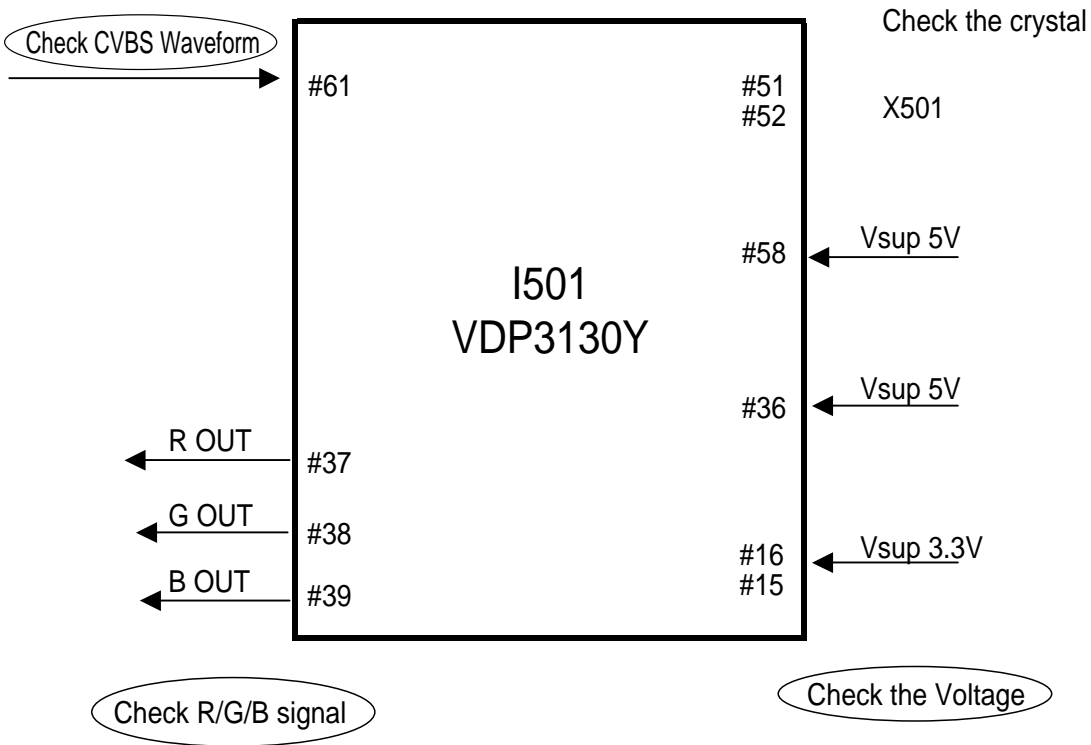 Check CVBS Waveform
Check the crystal
#61
#51
#52
X501
#58
Vsup 5V
I501
VDP3130Y
#36
Vsup 5V
R OUT
#37
G OUT
#38
B OUT
#39
#16
#15
Vsup 3.3V
Check R/G/B signal
Check the Voltage